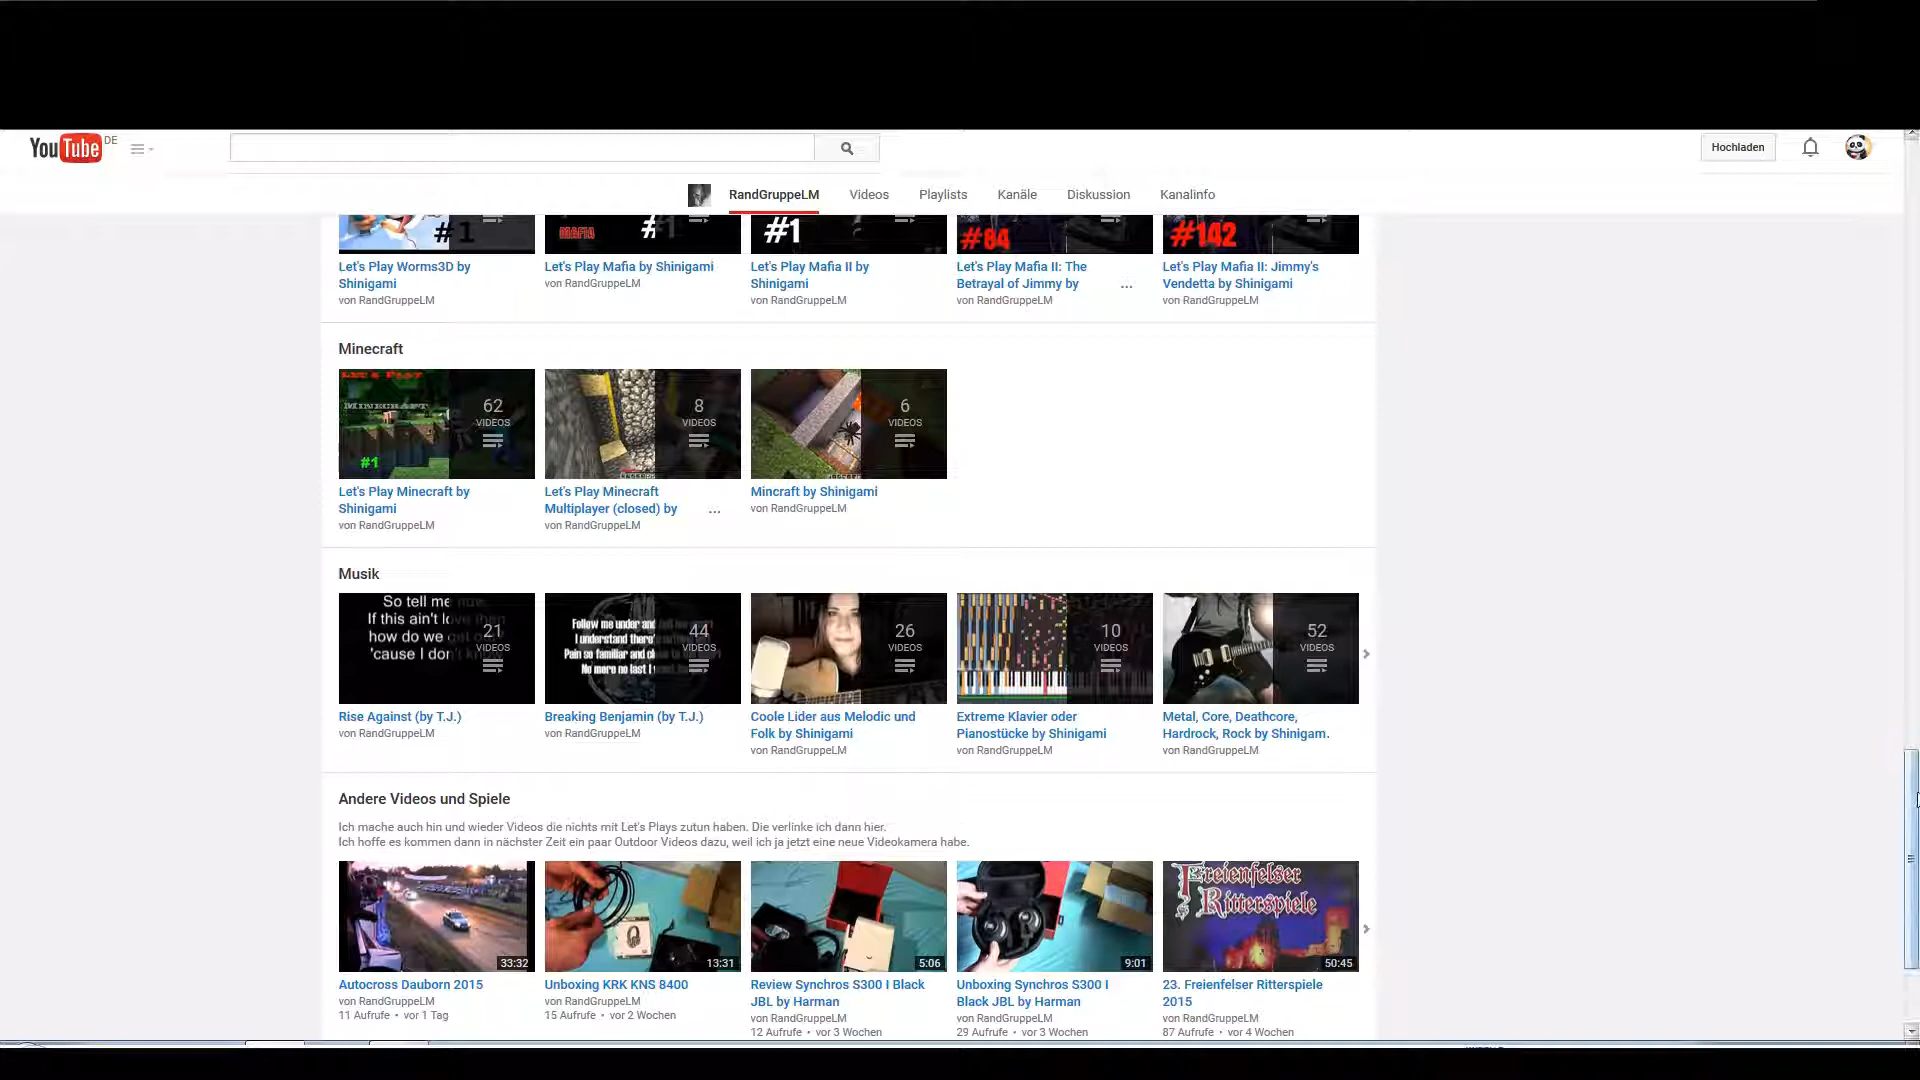 YouTube DE
Hochladen
RandGruppeLM Videos Playlists Kanäle Diskussion Kanalinfo
#1 MAFIA #1 #1 #84 #142
Let's Play Worms3D by
Shinigami
von RandGruppeLM
Let's Play Mafia by Shinigami
von RandGruppeLM
Let's Play Mafia II by
Shinigami
von RandGruppeLM
Let's Play Mafia II: The
Betrayal of Jimmy by ...
von RandGruppeLM
Let's Play Mafia II: Jimmy's
Vendetta by Shinigami
von RandGruppeLM
Minecraft
LET'S PLAY
MINECRAFT
#1
62
VIDEOS
8
VIDEOS
6
VIDEOS
Let's Play Minecraft by
Shinigami
von RandGruppeLM
Let's Play Minecraft
Multiplayer (closed) by ...
von RandGruppeLM
Mincraft by Shinigami
von RandGruppeLM
Musik
So tell me now
If this ain't love then
how do we get
'cause I don't know
21
VIDEOS
Follow me under and
I understand there's
Pain so familiar and
No more no last
44
VIDEOS
26
VIDEOS
10
VIDEOS
52
VIDEOS
Rise Against (by T.J.)
von RandGruppeLM
Breaking Benjamin (by T.J.)
von RandGruppeLM
Coole Lider aus Melodic und
Folk by Shinigami
von RandGruppeLM
Extreme Klavier oder
Pianostücke by Shinigami
von RandGruppeLM
Metal, Core, Deathcore,
Hardrock, Rock by Shinigam.
von RandGruppeLM
Andere Videos und Spiele
Ich mache auch hin und wieder Videos die nichts mit Let's Plays zutun haben. Die verlinke ich dann hier.
Ich hoffe es kommen dann in nächster Zeit ein paar Outdoor Videos dazu, weil ich ja jetzt eine neue Videokamera habe.
33:32
13:31
5:06
9:01
Freienfelser
Ritterspiele
50:45
Autocross Dauborn 2015
von RandGruppeLM
11 Aufrufe • vor 1 Tag
Unboxing KRK KNS 8400
von RandGruppeLM
15 Aufrufe • vor 2 Wochen
Review Synchros S300 I Black
JBL by Harman
von RandGruppeLM
12 Aufrufe • vor 3 Wochen
Unboxing Synchros S300 I
Black JBL by Harman
von RandGruppeLM
29 Aufrufe • vor 3 Wochen
23. Freienfelser Ritterspiele
2015
von RandGruppeLM
87 Aufrufe • vor 4 Wochen